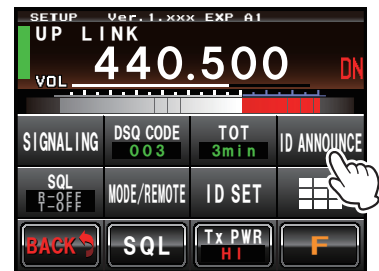 SETUP Ver.1.xxx EXP A1
UP LINK
440.500 DN
VOL
SIGNALING DSQ CODE TOT ID ANNOUNCE
003 3min
SQL MODE/REMOTE ID SET
R-OFF
T-OFF
BACK SQL Tx PWR F
HI